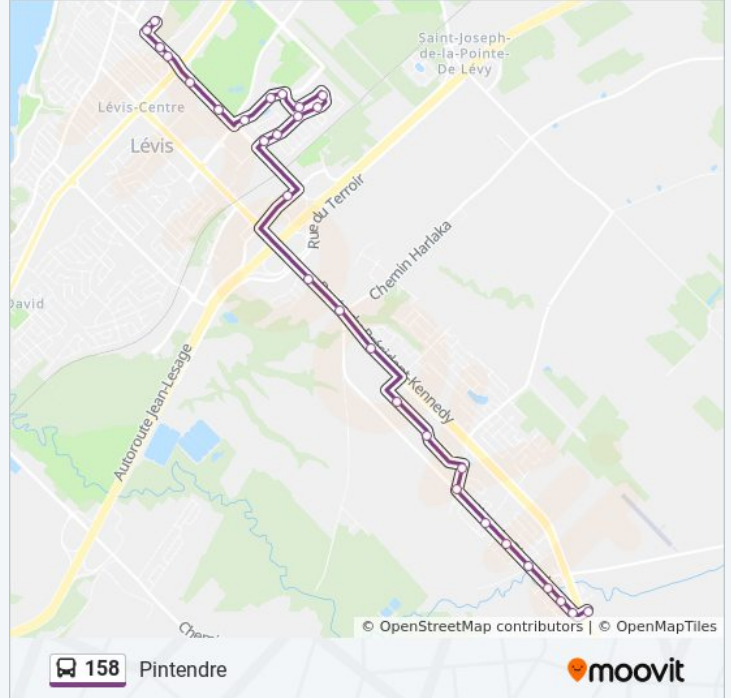 Saint-Joseph-
de-la-Pointe-
De Lévy
Lévis-Centre
Lévis
Rue du Terroir
Chemin Harlaka
David
Kennedy
Autoroute Jean-Lesage
© OpenStreetMap contributors | © OpenMapTiles
158 Pintendre
moovit